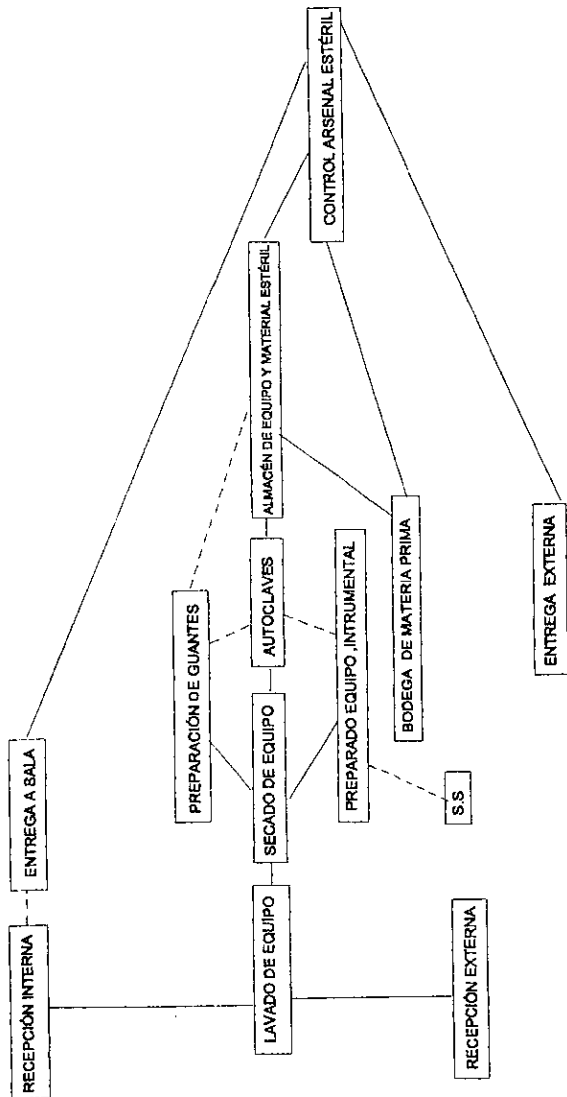 RECEPCIÓN INTERNA
ENTREGA A SALA
LAVADO DE EQUIPO
RECEPCIÓN EXTERNA
SECADO DE EQUIPO
PREPARACIÓN DE GUANTES
AUTOCLAVES
PREPARADO EQUIPO ,INTRUMENTAL
S.S
ALMACÉN DE EQUIPO Y MATERIAL ESTÉRIL
BODEGA DE MATERIA PRIMA
ENTREGA EXTERNA
CONTROL ARSENAL ESTÉRIL